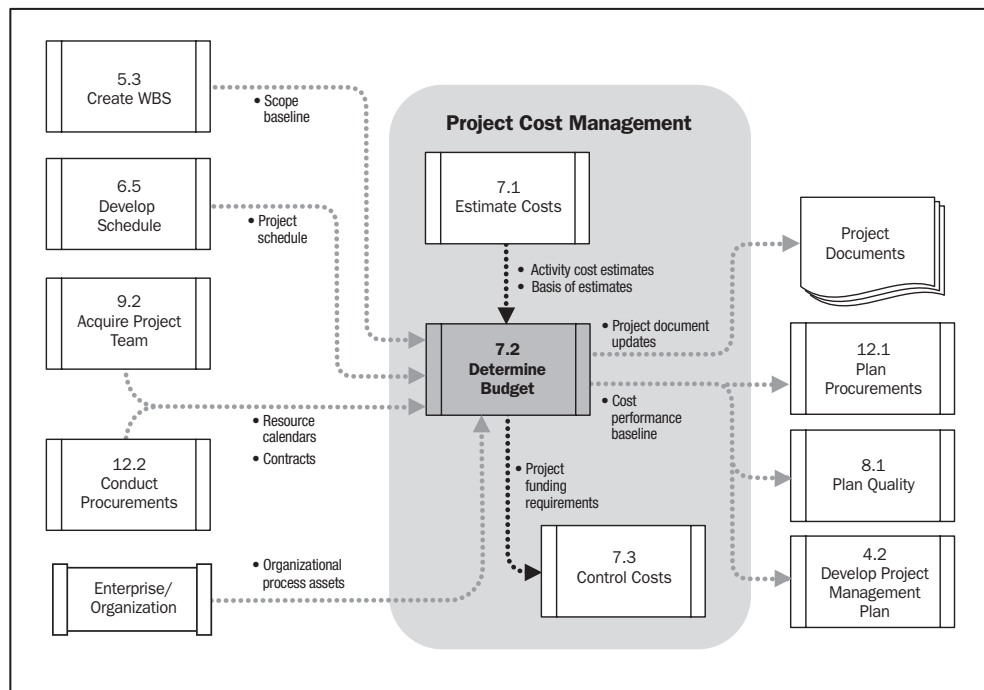 5.3
Create WBS
• Scope
baseline
6.5
Develop
Schedule
• Project
schedule
9.2
Acquire Project
Team
• Resource
calendars
• Contracts
12.2
Conduct
Procurements
Enterprise/
Organization
• Organizational
process assets
Project Cost Management
7.1
Estimate Costs
• Activity cost estimates
• Basis of estimates
7.2
Determine
Budget
• Project document
updates
• Cost
performance
baseline
• Project
funding
requirements
7.3
Control Costs
Project
Documents
12.1
Plan
Procurements
8.1
Plan Quality
4.2
Develop Project
Management
Plan